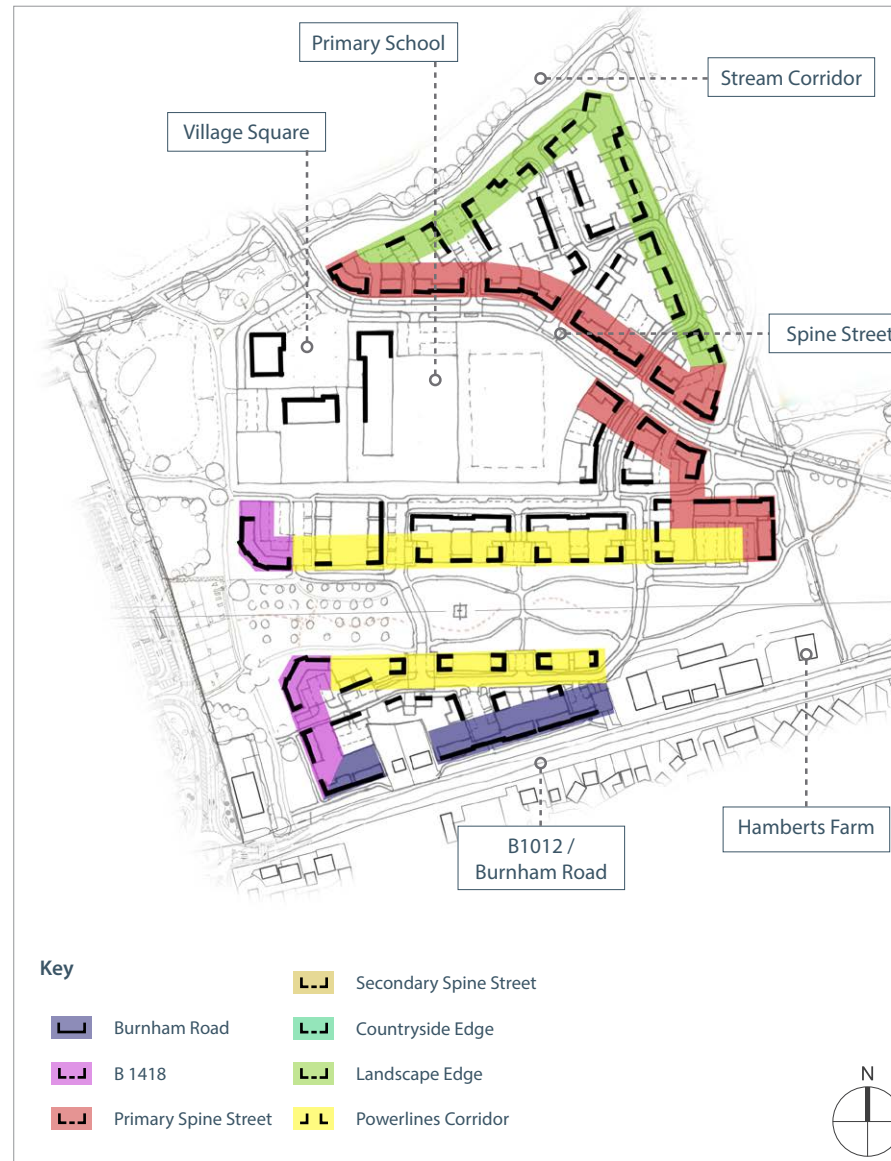 Primary School
Stream Corridor
Village Square
Spine Street
Hamberts Farm
B1012 /
Burnham Road
Key
Secondary Spine Street
Burnham Road
Countryside Edge
B 1418
Landscape Edge
Primary Spine Street
Powerlines Corridor
N